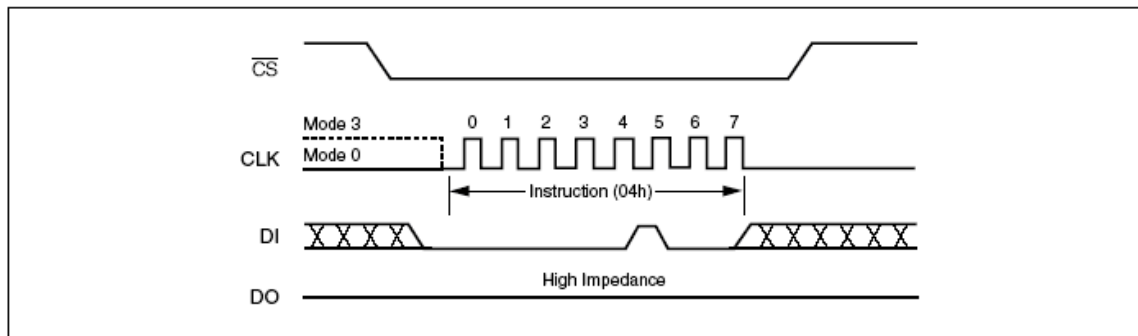 CS
Mode 3
0 1 2 3 4 5 6 7
CLK
Mode 0
Instruction (04h)
DI
High Impedance
DO